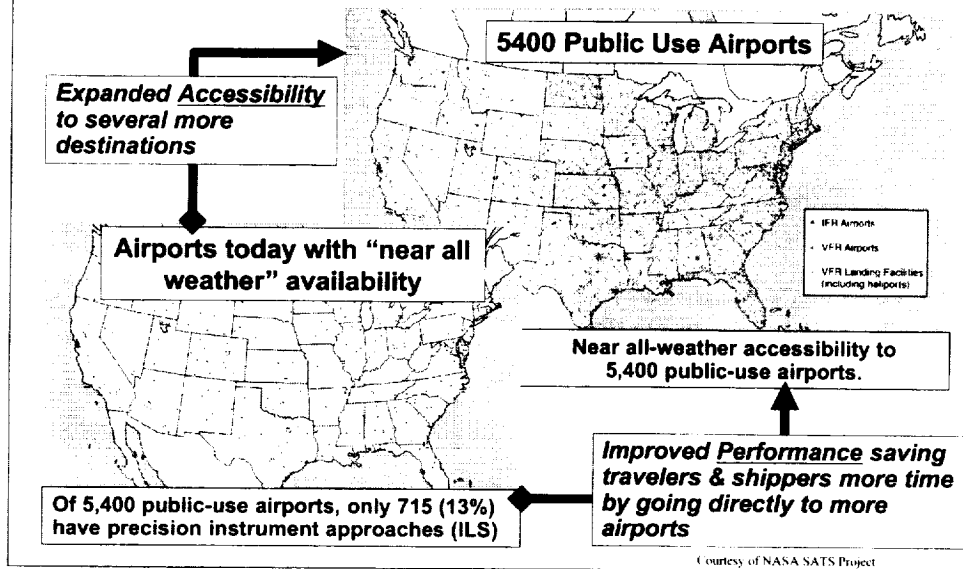 5400 Public Use Airports
Expanded Accessibility
to several more
destinations
Airports today with “near all
weather” availability
IFR Airports
VFR Airports
VFR Landing Facilities
(including heliports)
Near all-weather accessibility to
5,400 public-use airports.
Improved Performance saving
travelers & shippers more time
by going directly to more
airports
Of 5,400 public-use airports, only 715 (13%)
have precision instrument approaches (ILS)
Courtesy of NASA SATS Project